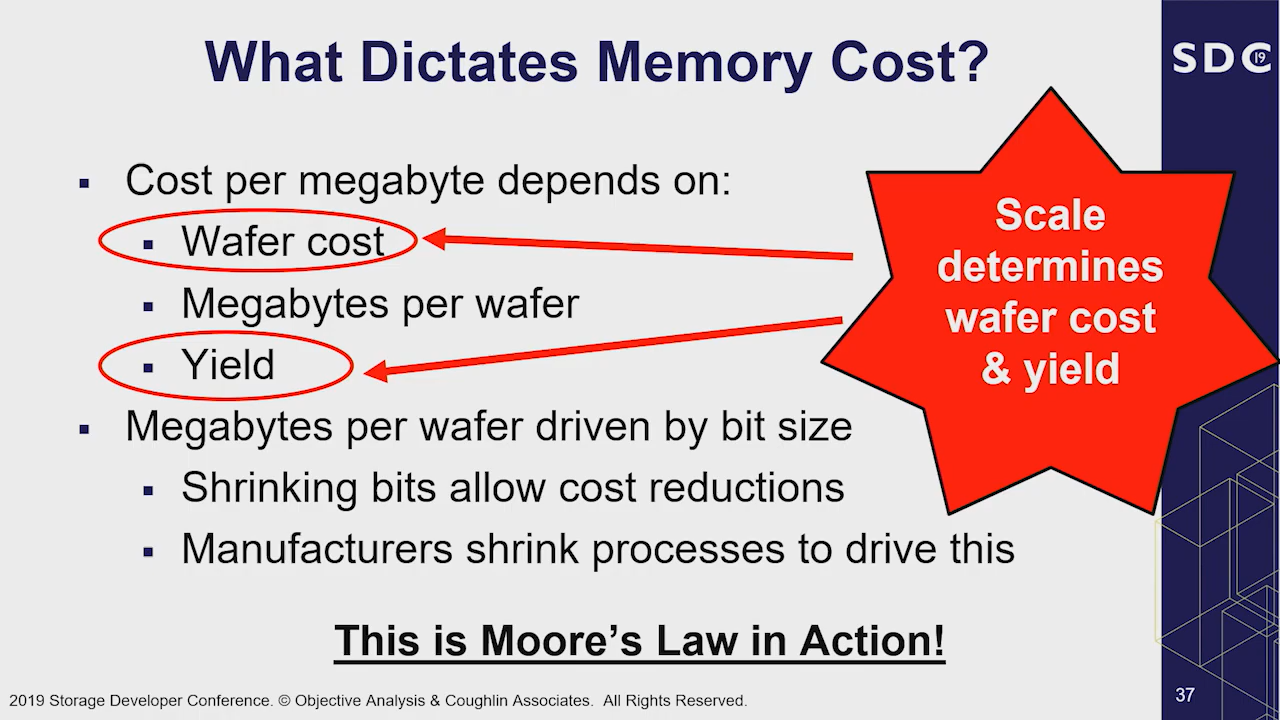 What Dictates Memory Cost?
SDC 19
▪ Cost per megabyte depends on:
▪ Wafer cost
▪ Megabytes per wafer
▪ Yield
▪ Megabytes per wafer driven by bit size
▪ Shrinking bits allow cost reductions
▪ Manufacturers shrink processes to drive this
Scale
determines
wafer cost
& yield
This is Moore’s Law in Action!
2019 Storage Developer Conference. © Objective Analysis & Coughlin Associates. All Rights Reserved.
37